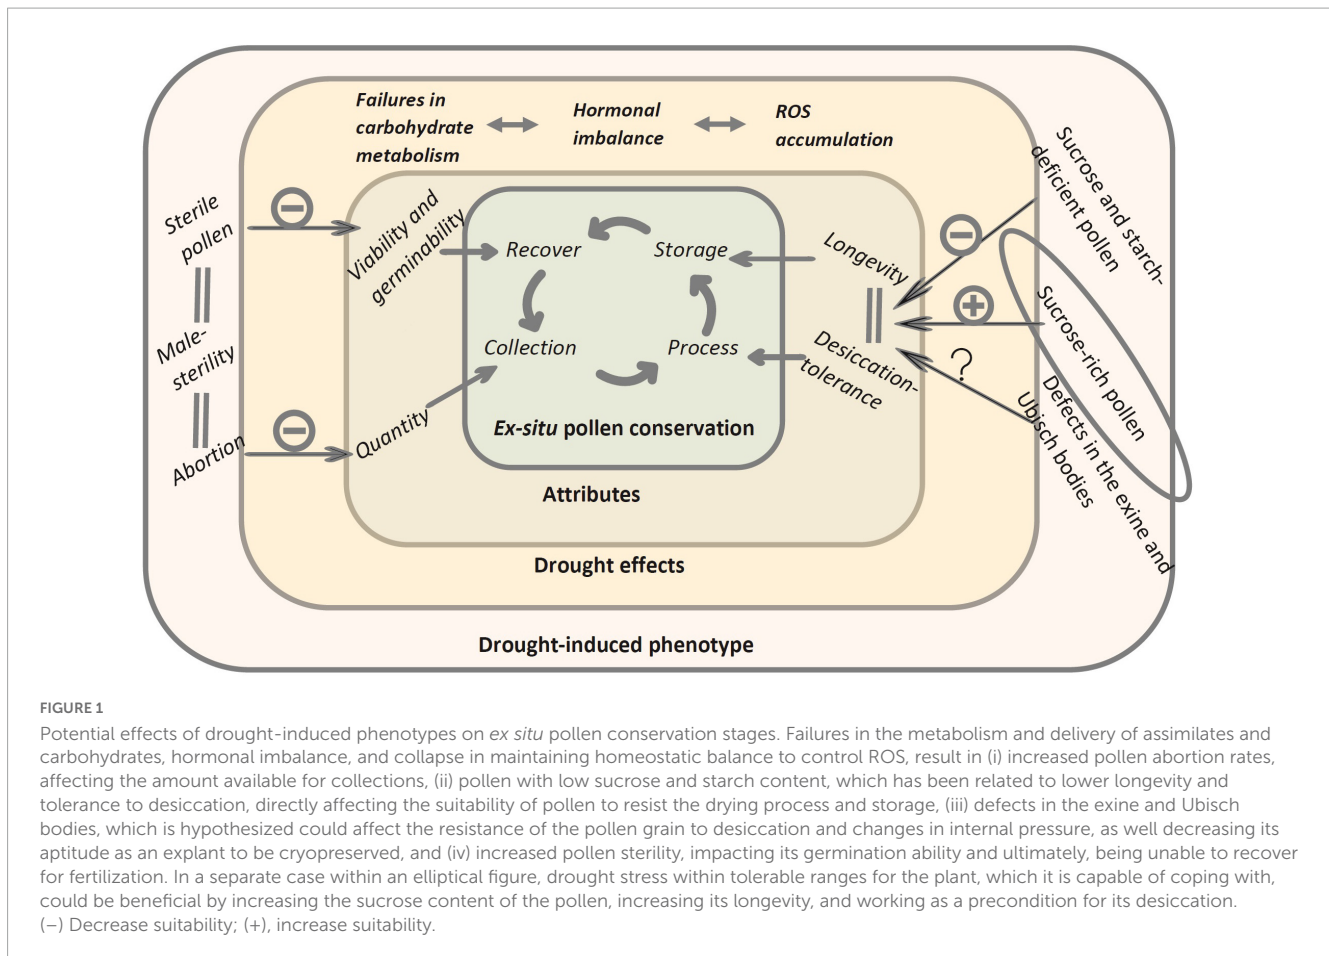 Failures in
carbohydrate
metabolism
Hormonal
imbalance
ROS
accumulation
Sterile
pollen
Male-
sterility
Abortion
Viability and
germinability
Quantity
Recover
Storage
Collection
Process
Ex-situ pollen conservation
Longevity
Desiccation-
tolerance
Sucrose and starch-
deficient pollen
Sucrose-rich pollen
Defects in the exine and
Ubisch bodies
−
−
−
+
?
Attributes
Drought effects
Drought-induced phenotype
FIGURE 1
Potential effects of drought-induced phenotypes on ex situ pollen conservation stages. Failures in the metabolism and delivery of assimilates and
carbohydrates, hormonal imbalance, and collapse in maintaining homeostatic balance to control ROS, result in (i) increased pollen abortion rates,
affecting the amount available for collections, (ii) pollen with low sucrose and starch content, which has been related to lower longevity and
tolerance to desiccation, directly affecting the suitability of pollen to resist the drying process and storage, (iii) defects in the exine and Ubisch
bodies, which is hypothesized could affect the resistance of the pollen grain to desiccation and changes in internal pressure, as well decreasing its
aptitude as an explant to be cryopreserved, and (iv) increased pollen sterility, impacting its germination ability and ultimately, being unable to recover
for fertilization. In a separate case within an elliptical figure, drought stress within tolerable ranges for the plant, which it is capable of coping with,
could be beneficial by increasing the sucrose content of the pollen, increasing its longevity, and working as a precondition for its desiccation.
(−) Decrease suitability; (+), increase suitability.